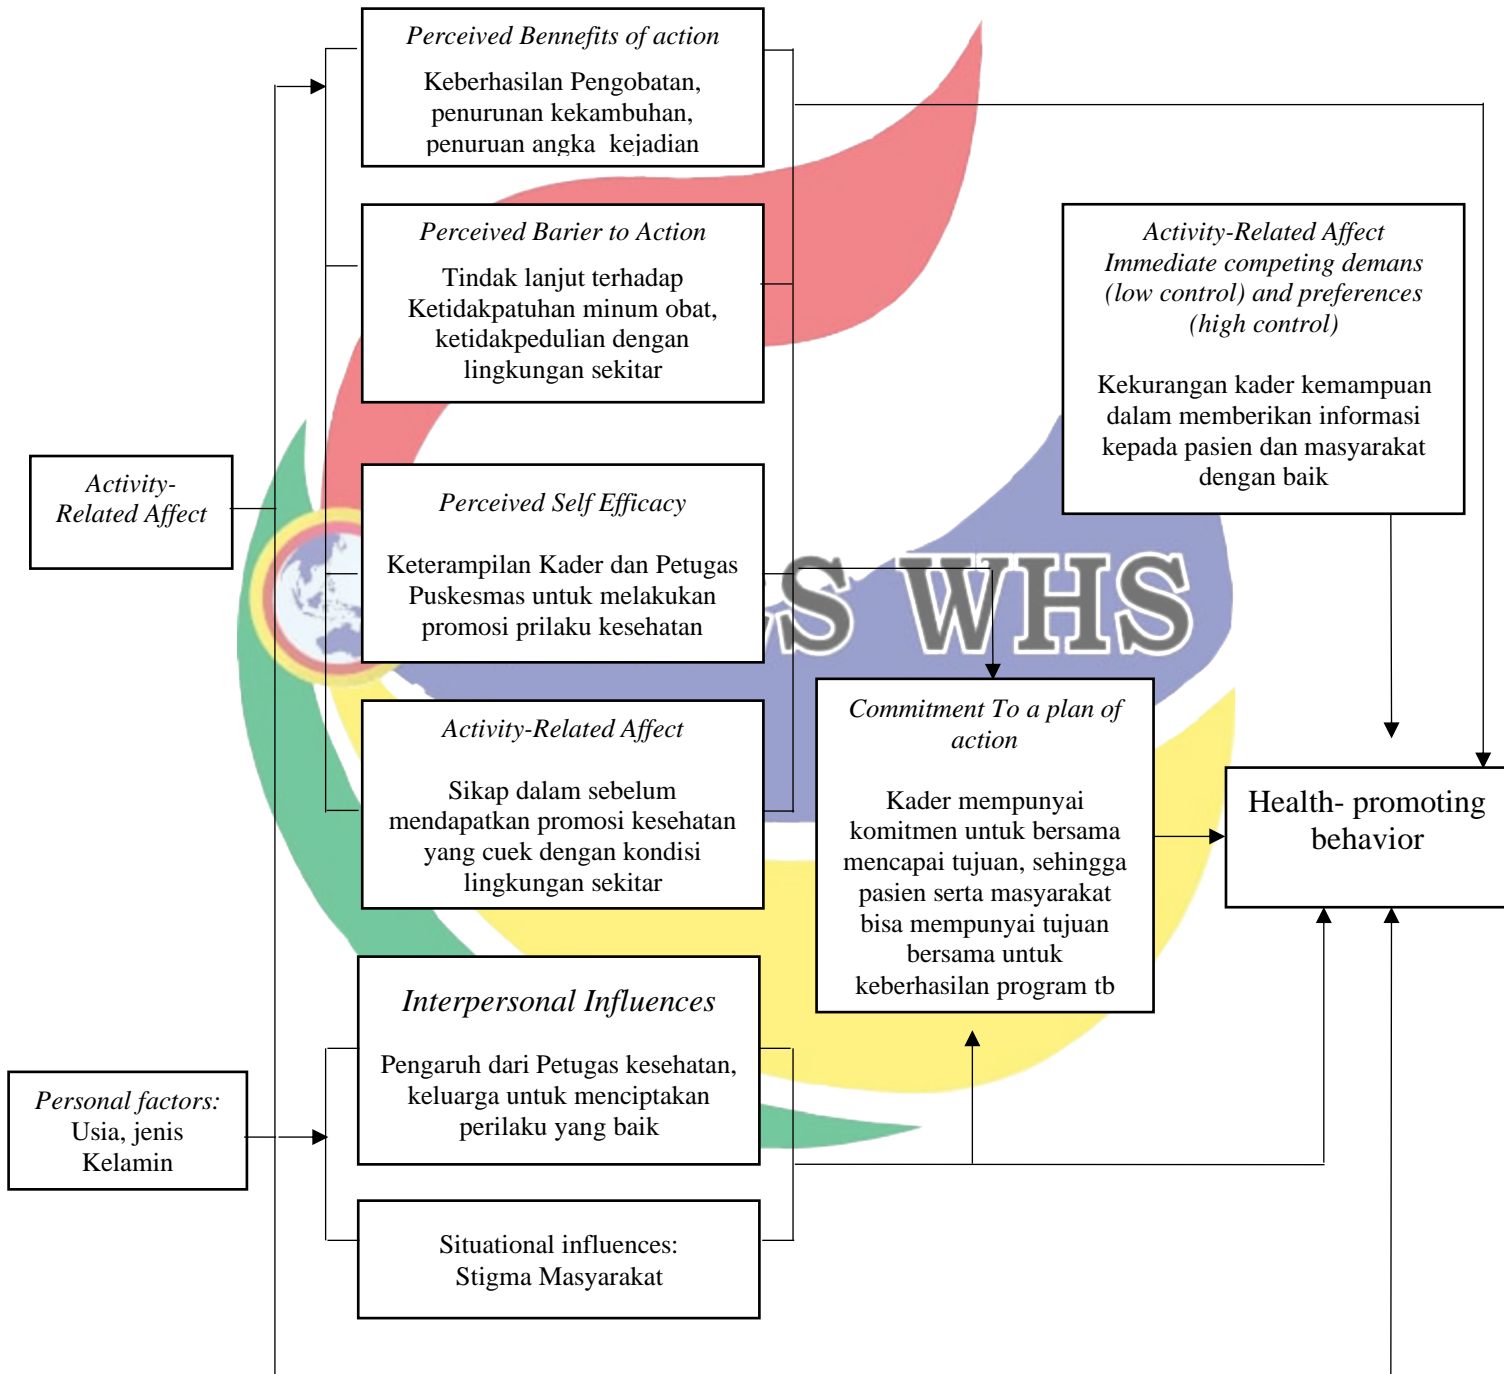 Perceived Bennefits of action
Keberhasilan Pengobatan,
penurunan kekambuhan,
penuruan angka kejadian
Perceived Barier to Action
Tindak lanjut terhadap
Ketidakpatuhan minum obat,
ketidakpedulian dengan
lingkungan sekitar
Activity-Related Affect
Immediate competing demans
(low control) and preferences
(high control)
Kekurangan kader kemampuan
dalam memberikan informasi
kepada pasien dan masyarakat
dengan baik
Activity-
Related Affect
Perceived Self Efficacy
Keterampilan Kader dan Petugas
Puskesmas untuk melakukan
promosi prilaku kesehatan
WHS
Activity-Related Affect
Sikap dalam sebelum
mendapatkan promosi kesehatan
yang cuek dengan kondisi
lingkungan sekitar
Commitment To a plan of
action
Kader mempunyai
komitmen untuk bersama
mencapai tujuan, sehingga
pasien serta masyarakat
bisa mempunyai tujuan
bersama untuk
keberhasilan program tb
Health- promoting
behavior
Interpersonal Influences
Pengaruh dari Petugas kesehatan,
keluarga untuk menciptakan
perilaku yang baik
Personal factors:
Usia, jenis
Kelamin
Situational influences:
Stigma Masyarakat